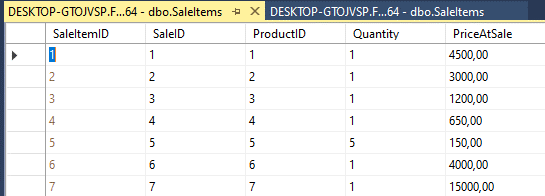 DESKTOP-GTOJVSP.F...64 - dbo.SaleItems DESKTOP-GTOJVSP.F...64 - dbo.SaleItems
SaleItemID SaleID ProductID Quantity PriceAtSale
1 1 1 1 4500,00
2 2 2 1 3000,00
3 3 3 1 1200,00
4 4 4 1 650,00
5 5 5 5 150,00
6 6 6 1 4000,00
7 7 7 1 15000,00